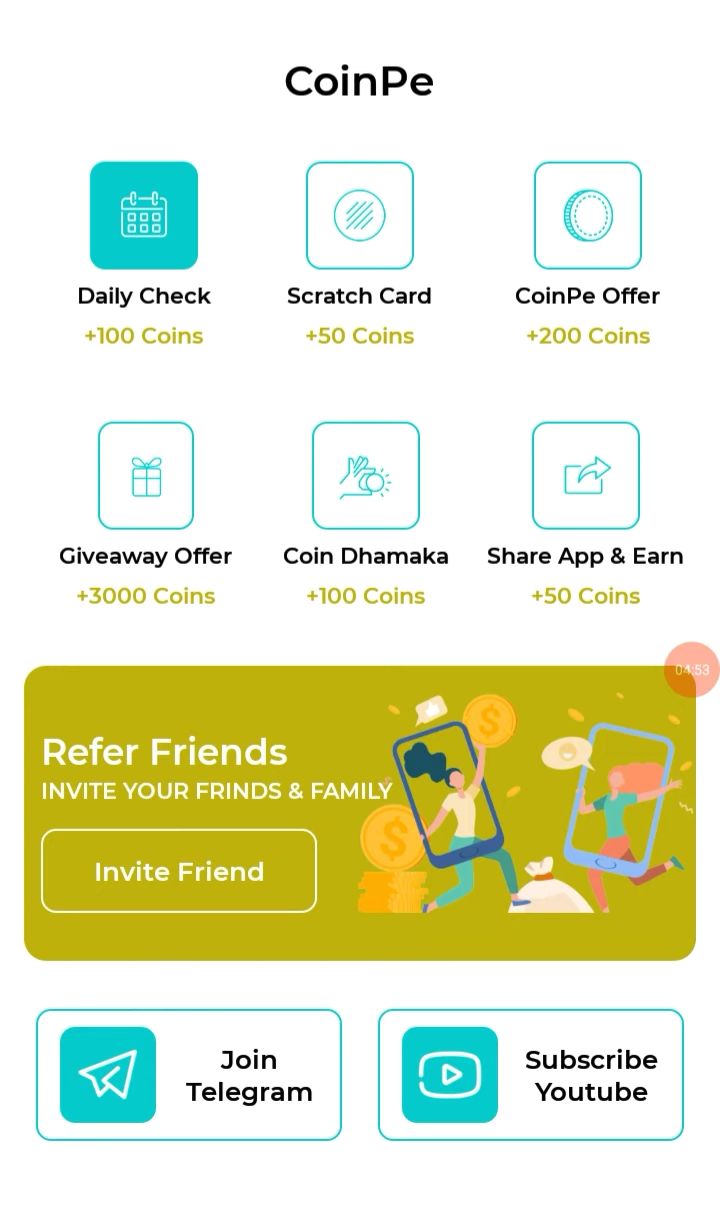 CoinPe
Daily Check
+100 Coins
Scratch Card
+50 Coins
CoinPe Offer
+200 Coins
Giveaway Offer
+3000 Coins
Coin Dhamaka
+100 Coins
Share App & Earn
+50 Coins
04:53
Refer Friends
INVITE YOUR FRINDS & FAMILY
Invite Friend
Join
Telegram
Subscribe
Youtube